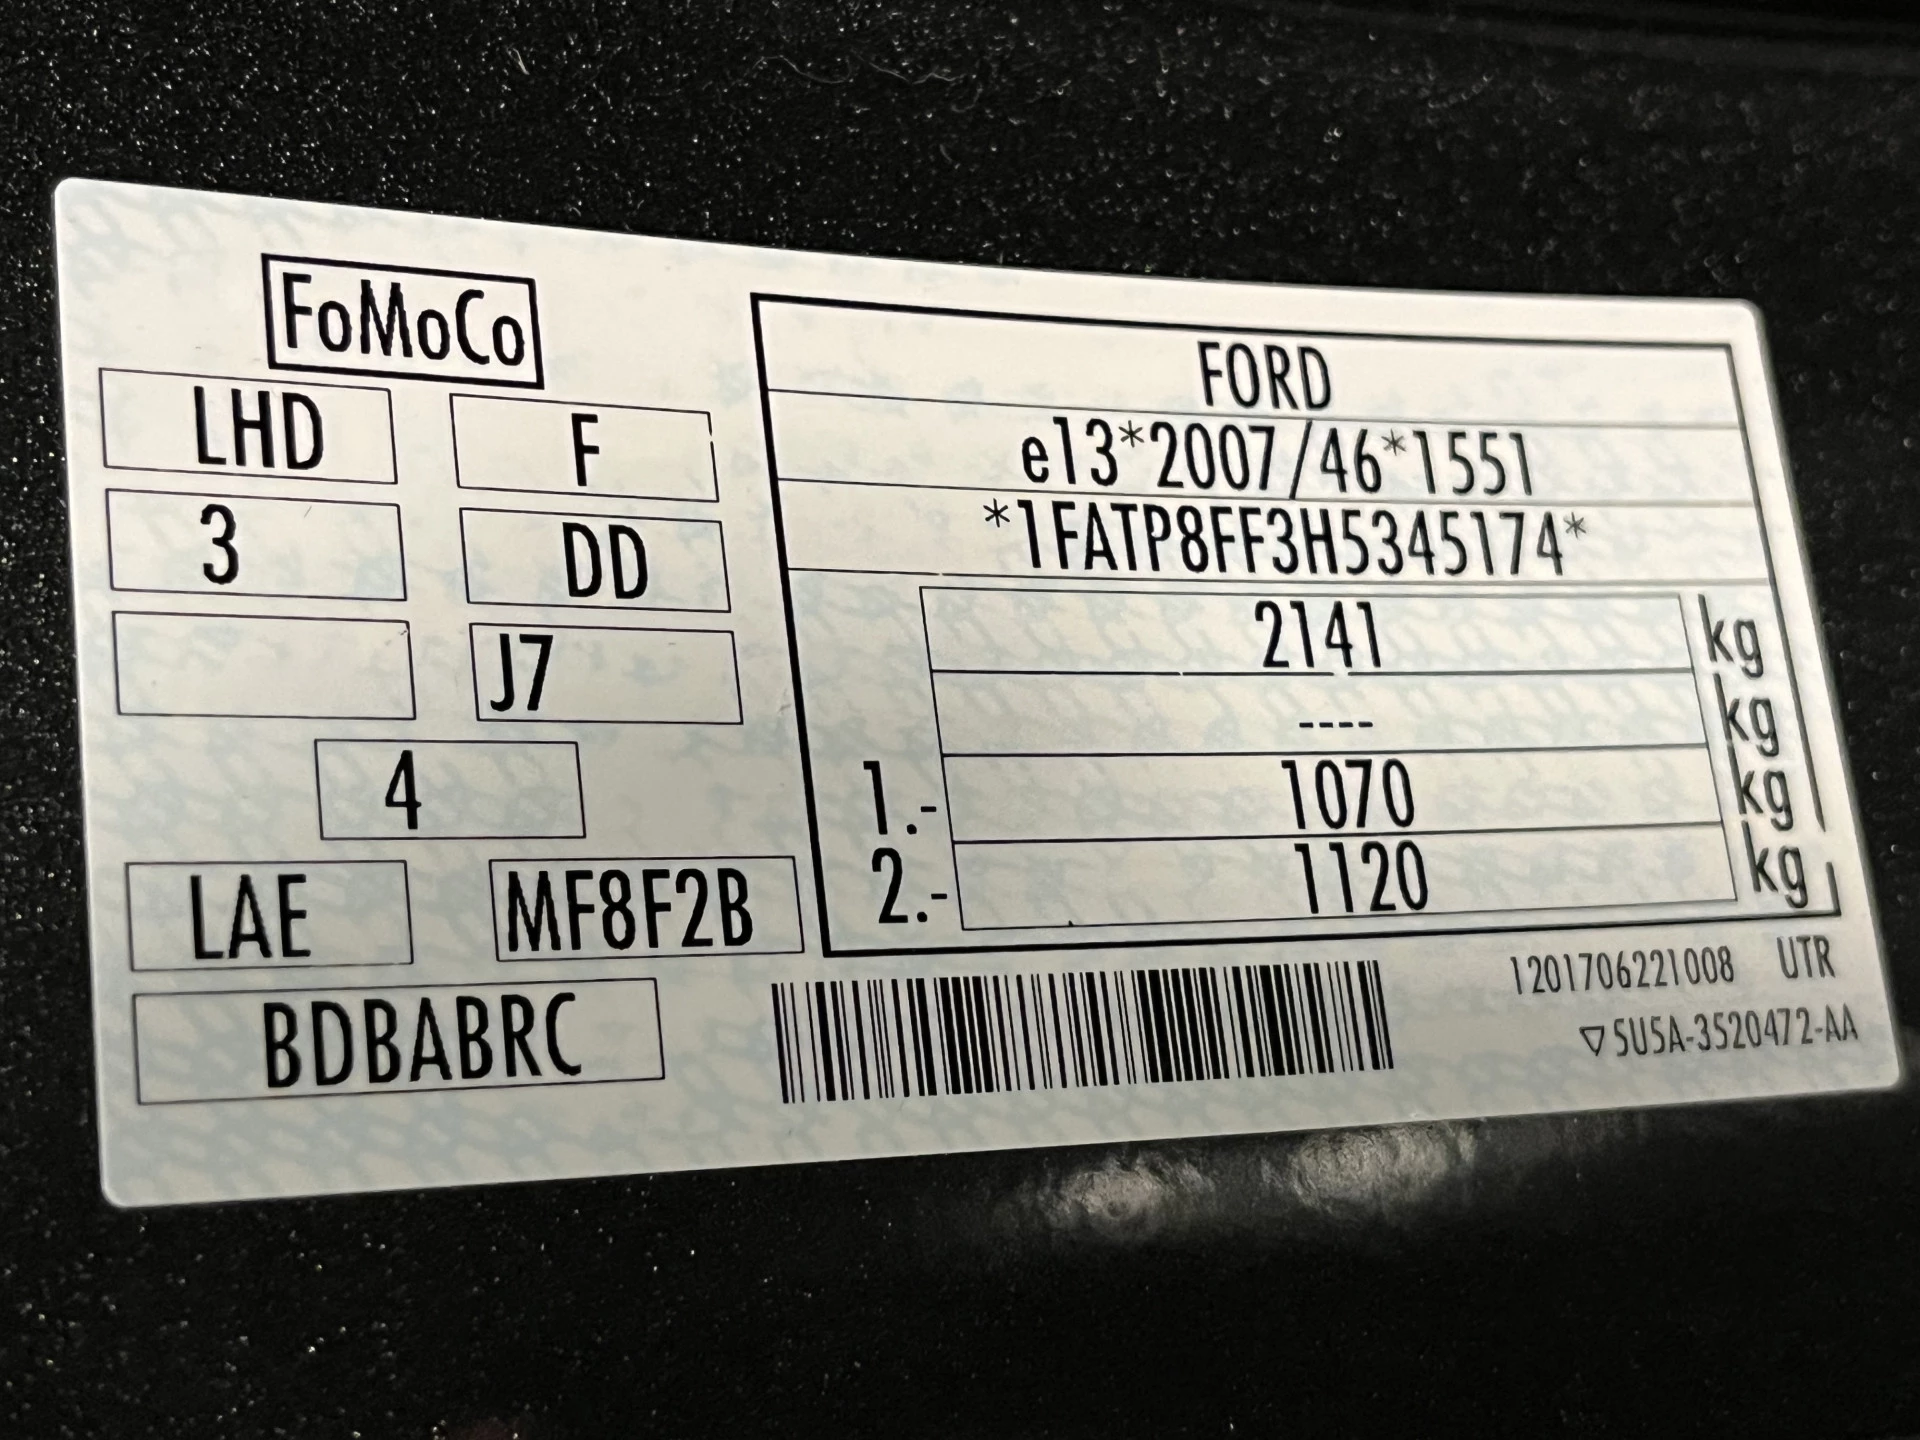 FoMoCo
LHD F
3 DD
J7
4
LAE MF8F2B
BDBABRC
FORD
e13*2007/46*1551
*1FATP8FF3H5345174*
2141 kg
---- kg
1.- 1070 kg
2.- 1120 kg
1201706221008 UTR
▽5U5A-3520472-AA